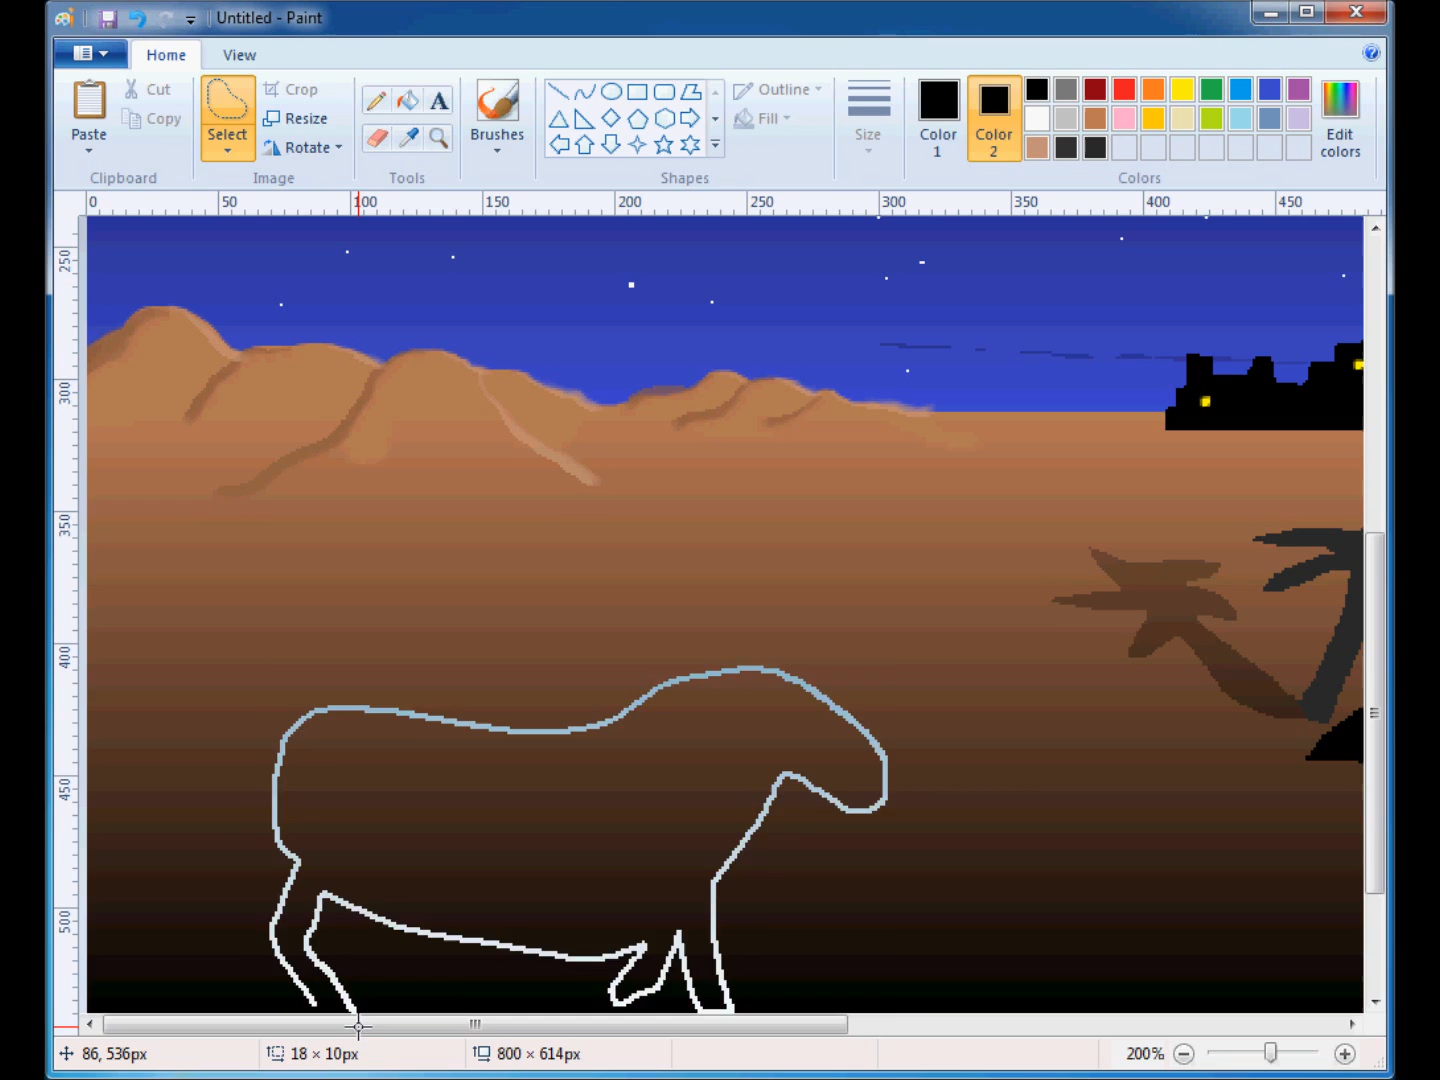 Untitled - Paint
Home View
Paste
Cut
Copy
Select
Crop
Resize
Rotate
A
Brushes
Outline
Fill
Size
Color 1
Color 2
Edit colors
Clipboard Image Tools Shapes Colors
0 50 100 150 200 250 300 350 400 450
250
300
350
400
450
500
86, 536px 18 × 10px 800 × 614px 200%